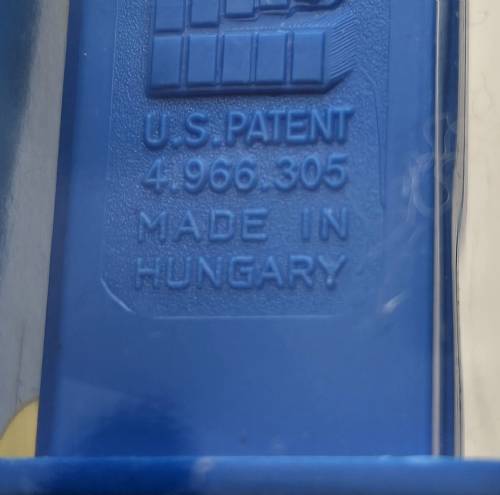 U.S. PATENT
4.966.305
MADE IN
HUNGARY